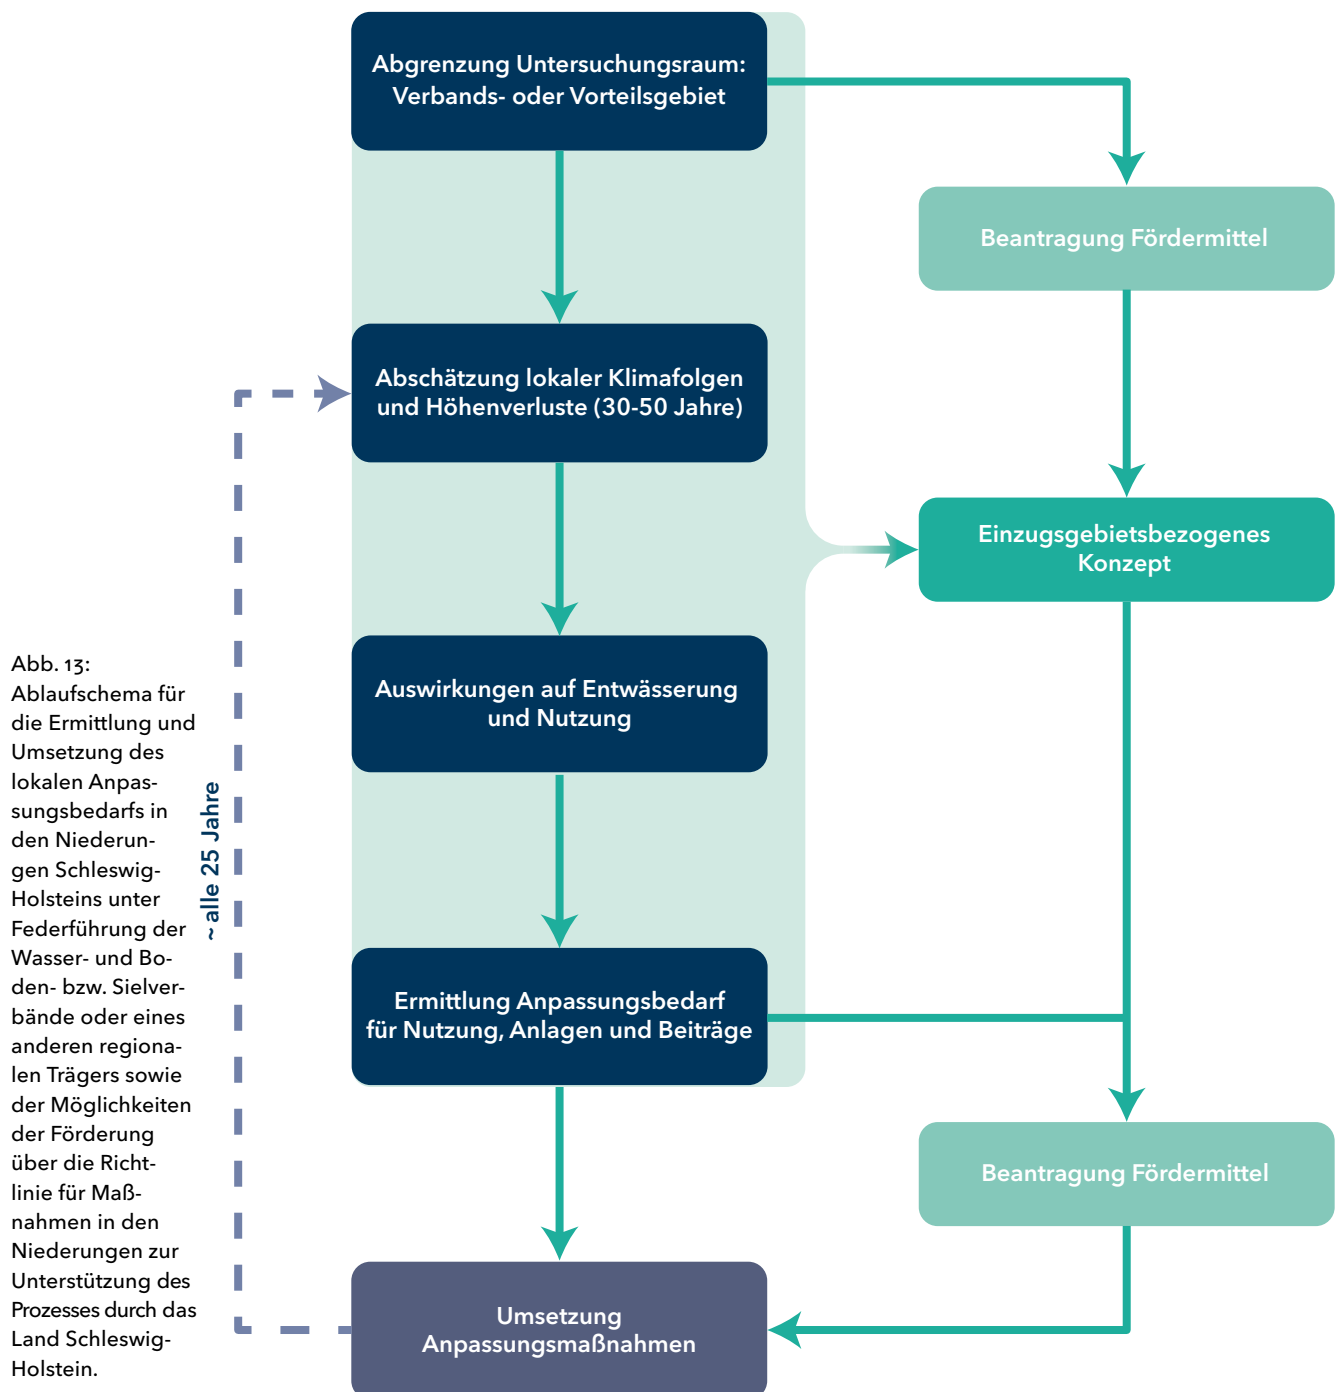 Abgrenzung Untersuchungsraum:
Verbands- oder Vorteilsgebiet
Beantragung Fördermittel
Abschätzung lokaler Klimafolgen
und Höhenverluste (30-50 Jahre)
Einzugsgebietsbezogenes
Konzept
Auswirkungen auf Entwässerung
und Nutzung
Ermittlung Anpassungsbedarf
für Nutzung, Anlagen und Beiträge
Beantragung Fördermittel
Umsetzung
Anpassungsmaßnahmen
~ alle 25 Jahre
Abb. 13:
Ablaufschema für
die Ermittlung und
Umsetzung des
lokalen Anpas-
sungsbedarfs in
den Niederun-
gen Schleswig-
Holsteins unter
Federführung der
Wasser- und Bo-
den- bzw. Sielver-
bände oder eines
anderen regiona-
len Trägers sowie
der Möglichkeiten
der Förderung
über die Richt-
linie für Maß-
nahmen in den
Niederungen zur
Unterstützung des
Prozesses durch das
Land Schleswig-
Holstein.